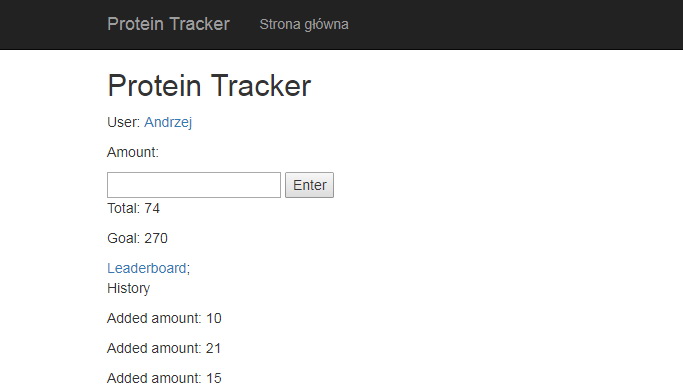 Protein Tracker Strona główna
Protein Tracker
User: Andrzej
Amount:
Enter
Total: 74
Goal: 270
Leaderboard;
History
Added amount: 10
Added amount: 21
Added amount: 15